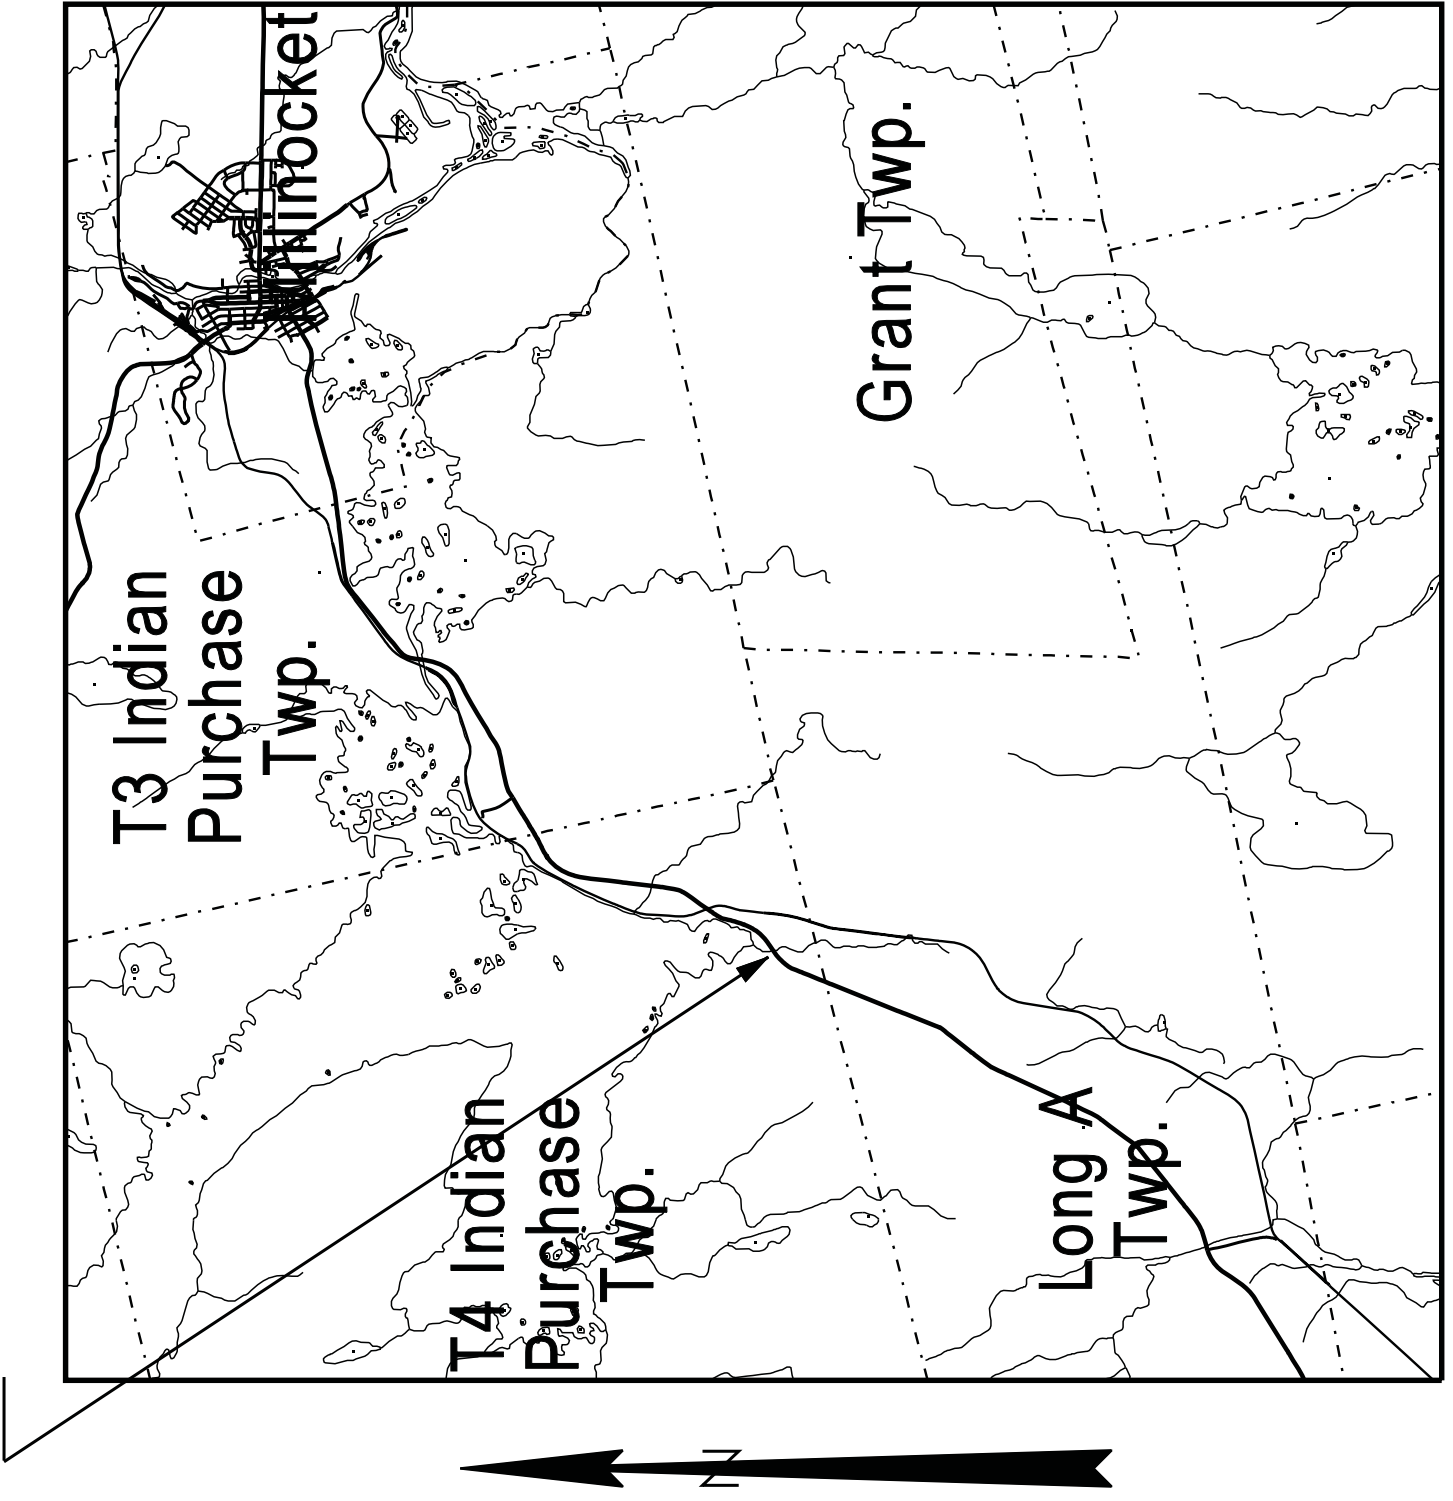 Millinocket
T3 Indian
Purchase
Twp.
Grant Twp.
T4 Indian
Purchase
Twp.
Long A
Twp.
N